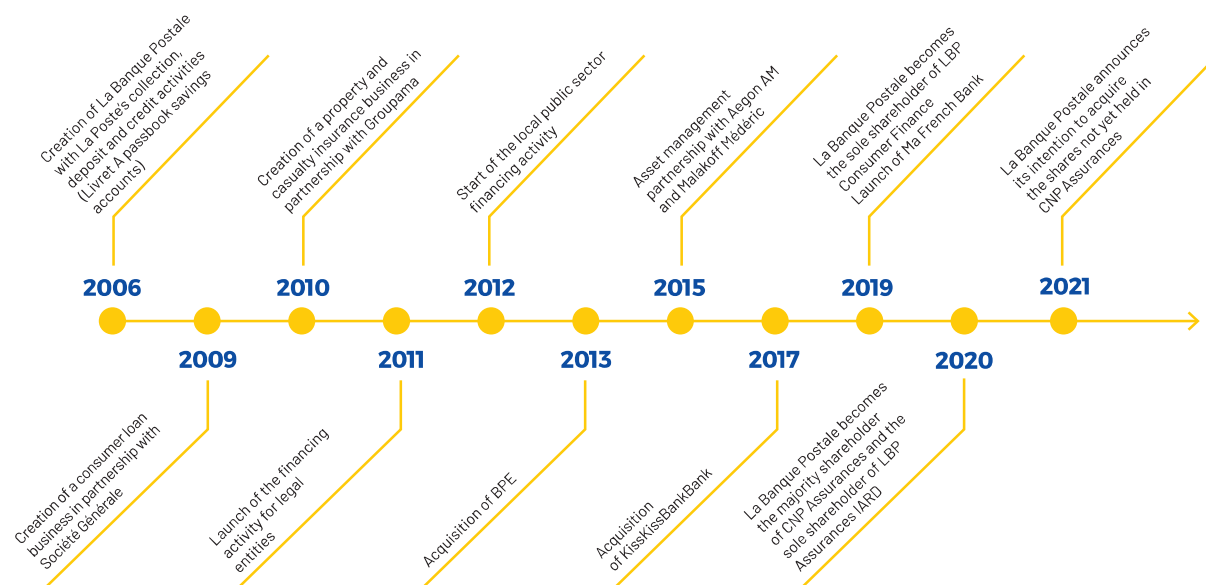 Creation of La Banque Postale
with La Poste's collection,
deposit and credit activities
(Livret A passbook savings
accounts)
Creation of a property and
casualty insurance business in
partnership with Groupama
Start of the local public sector
financing activity
Asset management
partnership with Aegon AM
and Malakoff Médéric
La Banque Postale becomes
the sole shareholder of LBP
Consumer Finance
Launch of Ma French Bank
La Banque Postale announces
its intention to acquire
the shares not yet held in
CNP Assurances
2006
2010
2012
2015
2019
2021
2009
2011
2013
2017
2020
Creation of a consumer loan
business in partnership with
Société Générale
Launch of the financing
activity for legal
entities
Acquisition of BPE
Acquisition
of KissKissBankBank
La Banque Postale becomes
the majority shareholder
of CNP Assurances and the
sole shareholder of LBP
Assurances IARD